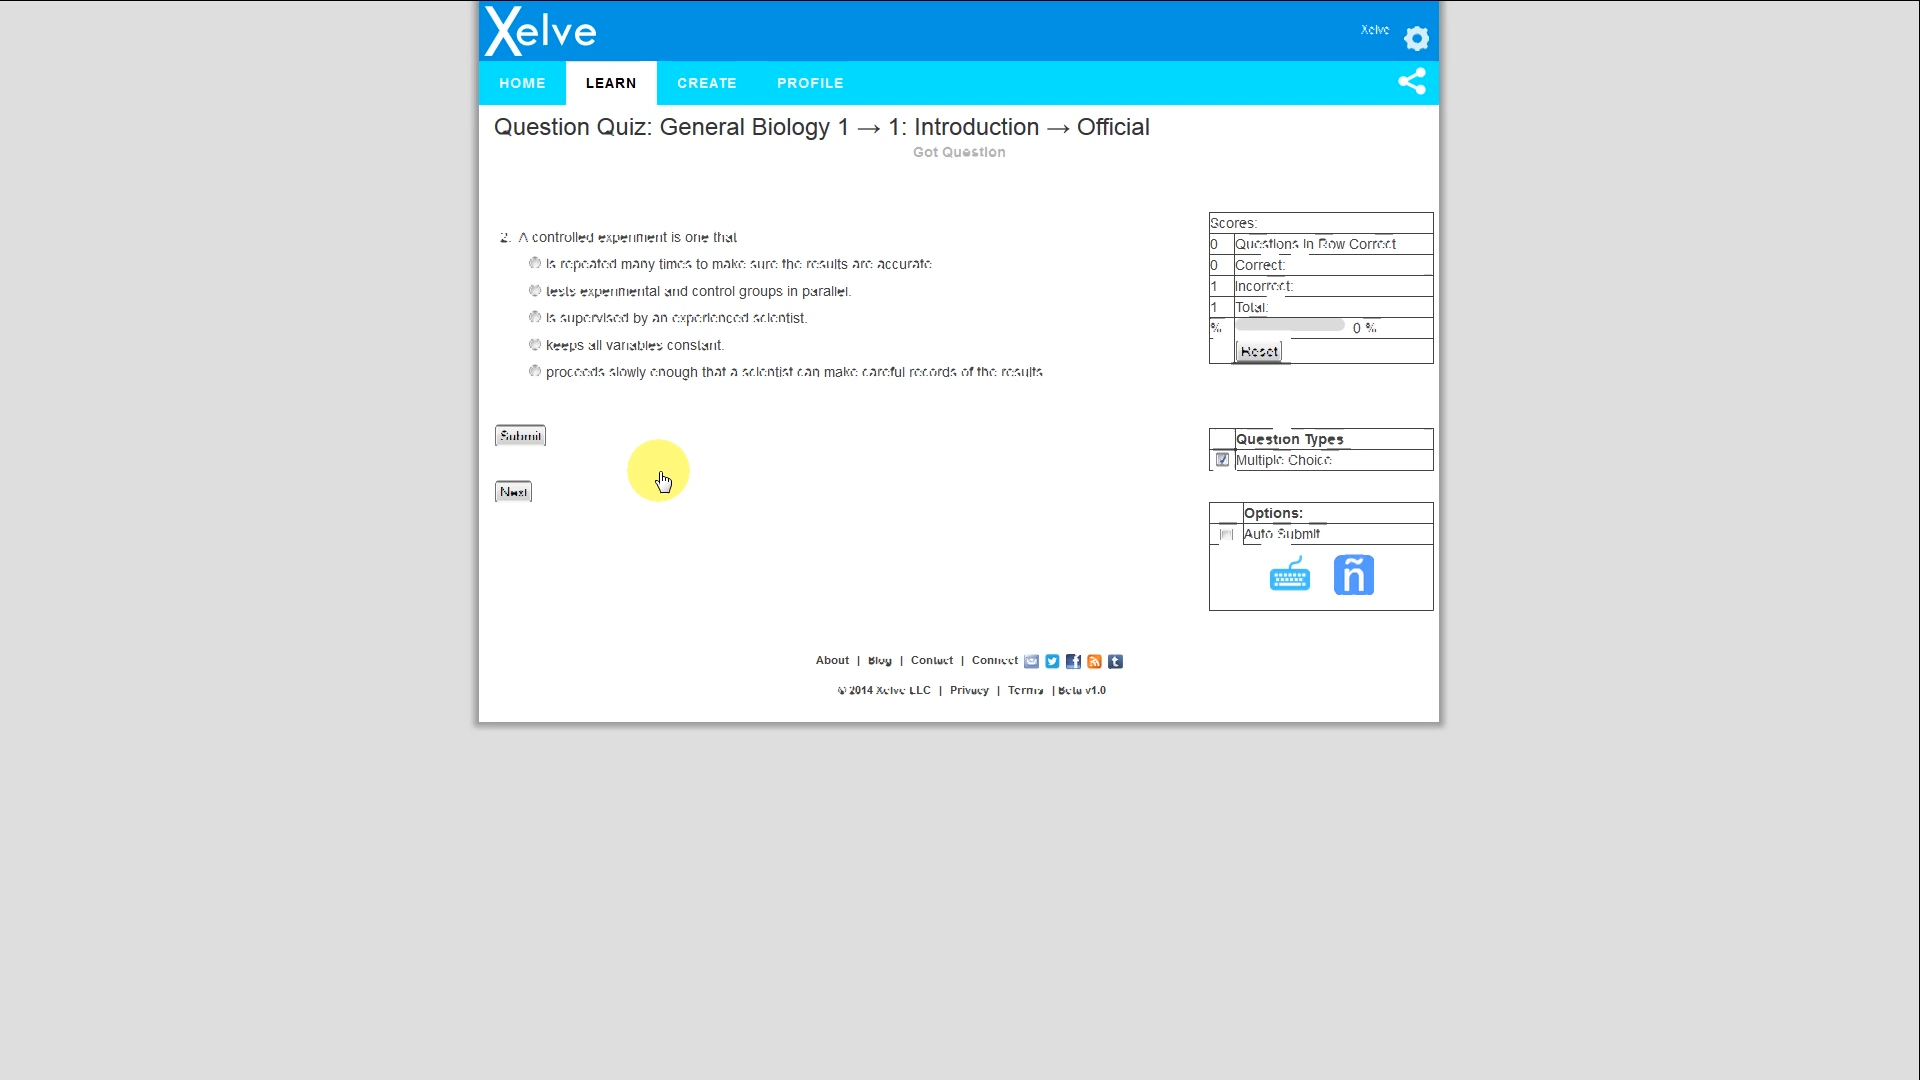 Xelve
Xelve
HOME LEARN CREATE PROFILE
Question Quiz: General Biology 1 → 1: Introduction → Official
Got Question
2. A controlled experiment is one that
is repeated many times to make sure the results are accurate
tests experimental and control groups in parallel.
is supervised by an experienced scientist.
keeps all variables constant.
proceeds slowly enough that a scientist can make careful records of the results
Submit
Next
Scores:
0 Questions In Row Correct
0 Correct:
1 Incorrect:
1 Total:
% 0 %
Reset
Question Types
Multiple Choice
Options:
Auto Submit
ñ
About | Blog | Contact | Connect
© 2014 Xelve LLC | Privacy | Terms | Beta v1.0